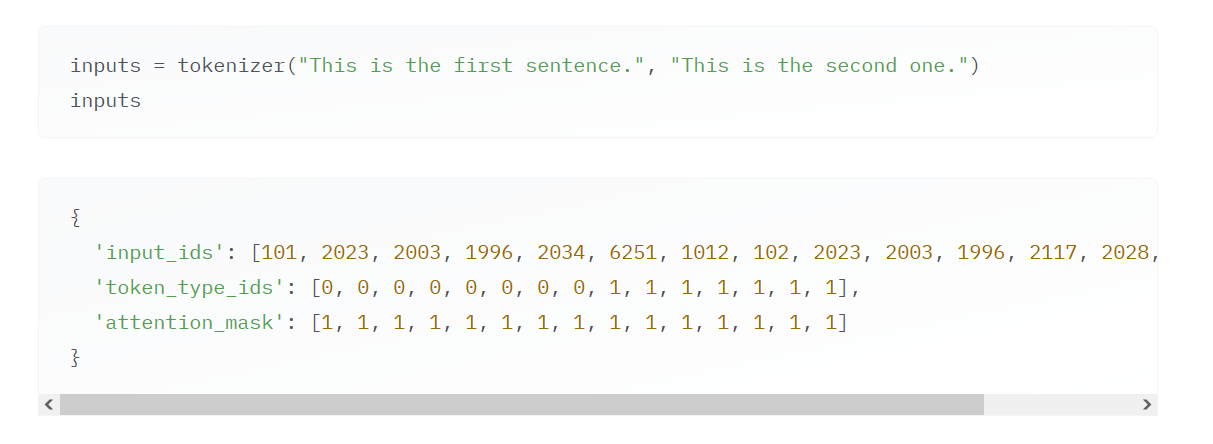 inputs = tokenizer("This is the first sentence.", "This is the second one.")
inputs
{
'input_ids': [101, 2023, 2003, 1996, 2034, 6251, 1012, 102, 2023, 2003, 1996, 2117, 2028,
'token_type_ids': [0, 0, 0, 0, 0, 0, 0, 0, 1, 1, 1, 1, 1, 1, 1],
'attention_mask': [1, 1, 1, 1, 1, 1, 1, 1, 1, 1, 1, 1, 1, 1, 1]
}